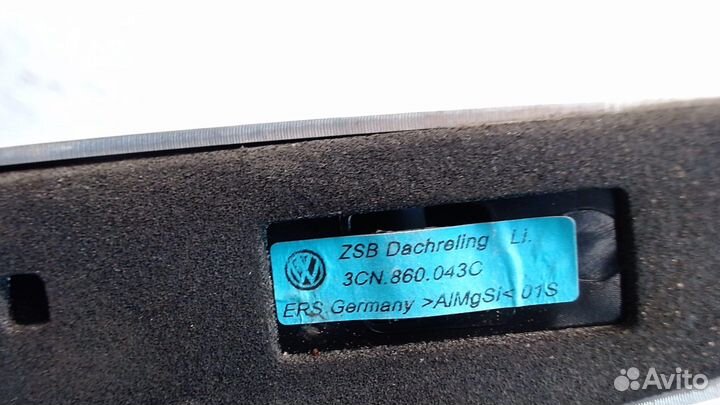 ZSB Dachreling Li.
3CN.860.043C
ERS Germany >AlMgSi< 01S
Avito